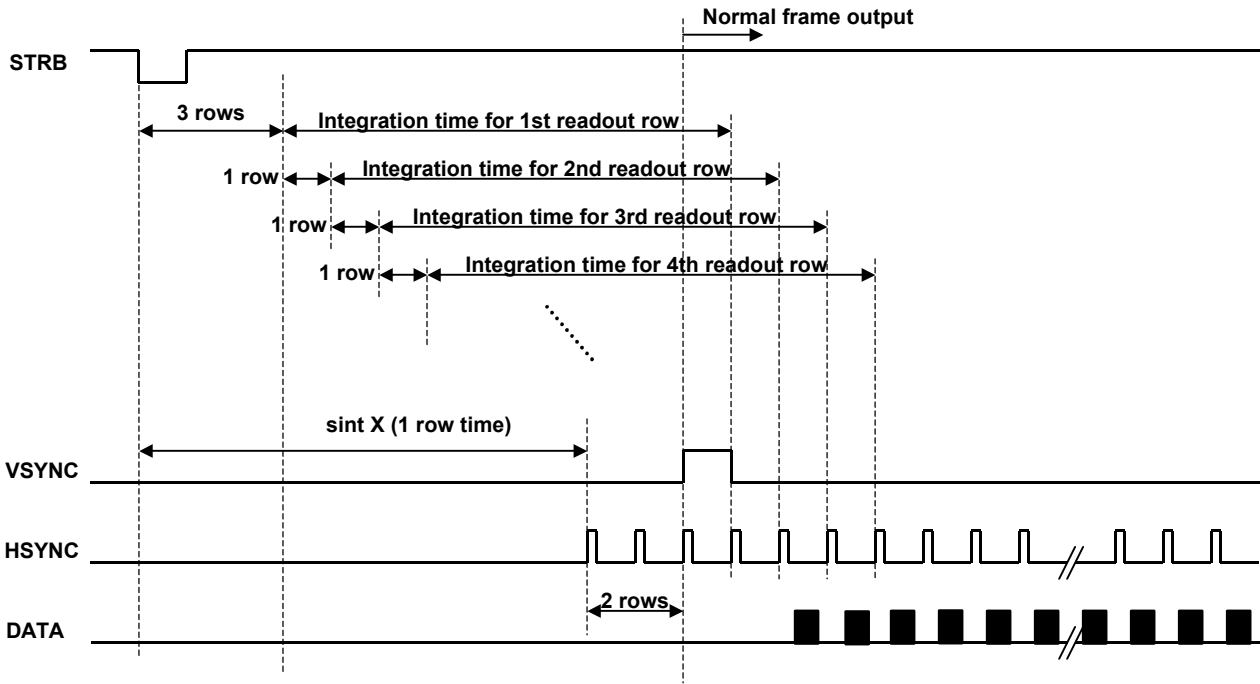 Normal frame output
STRB
3 rows
Integration time for 1st readout row
1 row
Integration time for 2nd readout row
1 row
Integration time for 3rd readout row
1 row
Integration time for 4th readout row
sint X (1 row time)
VSYNC
HSYNC
2 rows
DATA